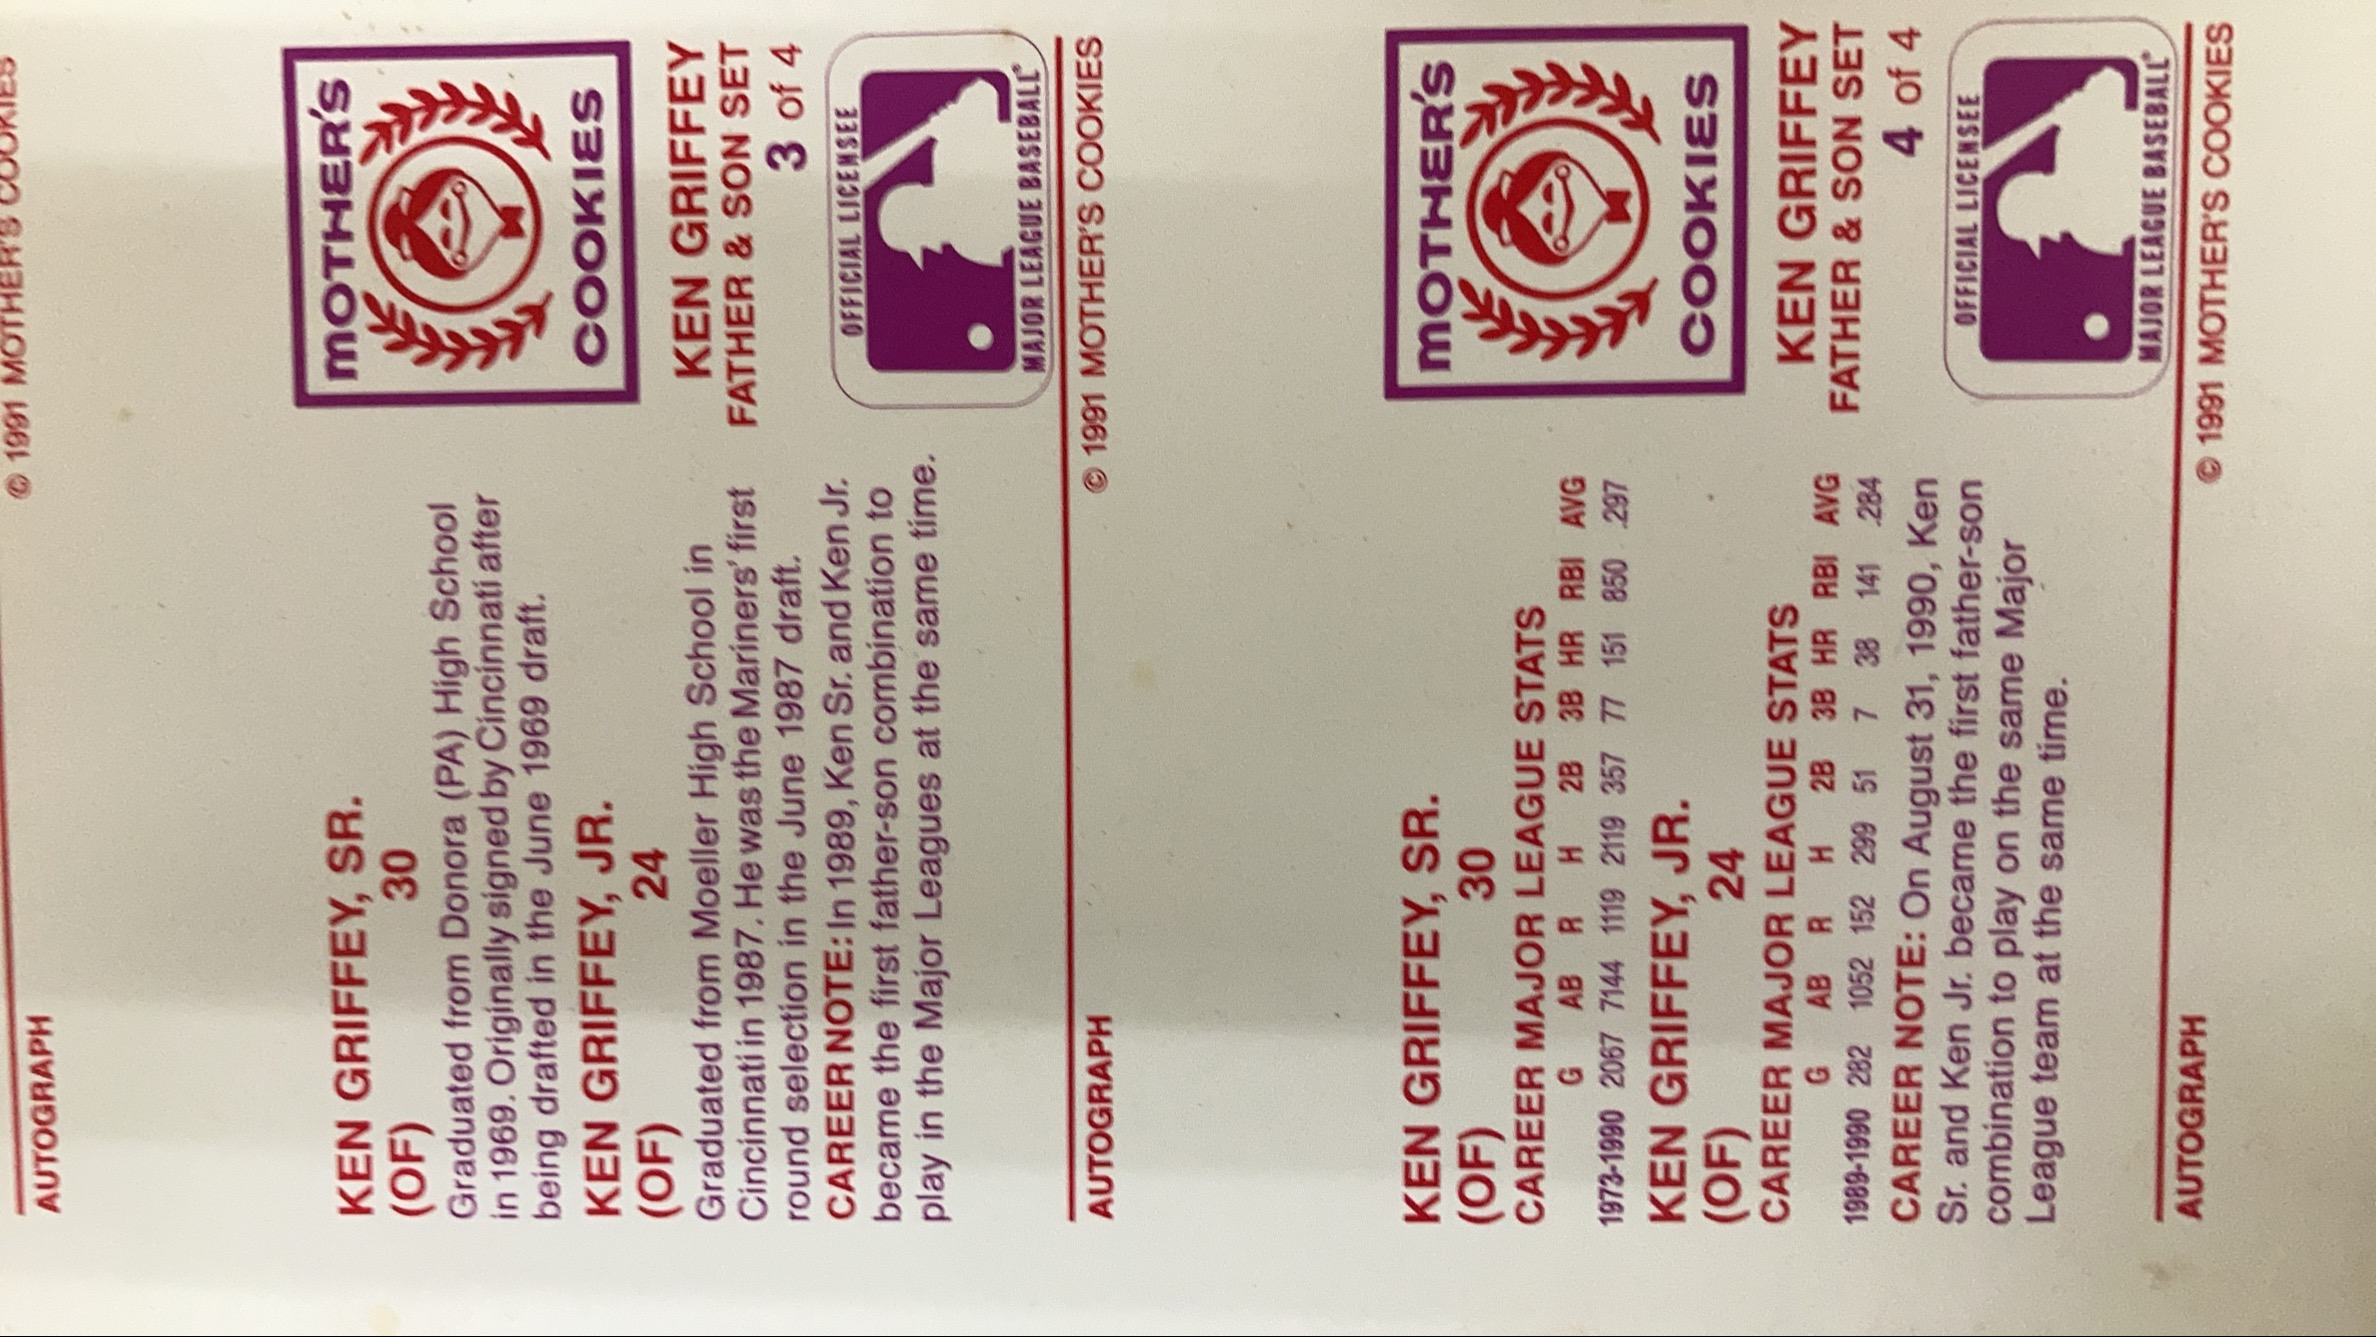 © 1991 MOTHER'S COOKIES
AUTOGRAPH
MOTHER'S
COOKIES
KEN GRIFFEY
FATHER & SON SET
3 of 4
OFFICIAL LICENSEE
MAJOR LEAGUE BASEBALL®
KEN GRIFFEY, SR.
(OF) 30
Graduated from Donora (PA) High School
in 1969. Originally signed by Cincinnati after
being drafted in the June 1969 draft.
KEN GRIFFEY, JR.
(OF) 24
Graduated from Moeller High School in
Cincinnati in 1987. He was the Mariners' first
round selection in the June 1987 draft.
CAREER NOTE: In 1989, Ken Sr. and Ken Jr.
became the first father-son combination to
play in the Major Leagues at the same time.
© 1991 MOTHER'S COOKIES
AUTOGRAPH
MOTHER'S
COOKIES
KEN GRIFFEY
FATHER & SON SET
4 of 4
OFFICIAL LICENSEE
MAJOR LEAGUE BASEBALL®
KEN GRIFFEY, SR.
(OF) 30
CAREER MAJOR LEAGUE STATS
G AB R H 2B 3B HR RBI AVG
1973-1990 2067 7144 1119 2119 357 77 151 850 .297
KEN GRIFFEY, JR.
(OF) 24
CAREER MAJOR LEAGUE STATS
G AB R H 2B 3B HR RBI AVG
1989-1990 282 1052 152 299 51 7 38 141 .284
CAREER NOTE: On August 31, 1990, Ken
Sr. and Ken Jr. became the first father-son
combination to play on the same Major
League team at the same time.
© 1991 MOTHER'S COOKIES
AUTOGRAPH